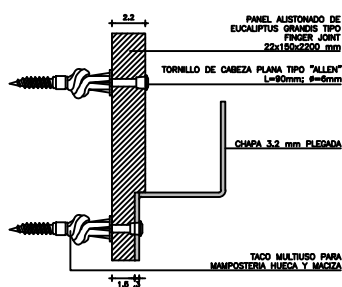 2.2
PANEL ALISTONADO DE
EUCALIPTUS GRANDIS TIPO
FINGER JOINT
22x150x2200 mm
TORNILLO DE CABEZA PLANA TIPO "ALLEN"
L=90mm; ø=6mm
CHAPA 3.2 mm PLEGADA
TACO MULTIUSO PARA
MAMPOSTERIA HUECA Y MACIZA
1.5 .3